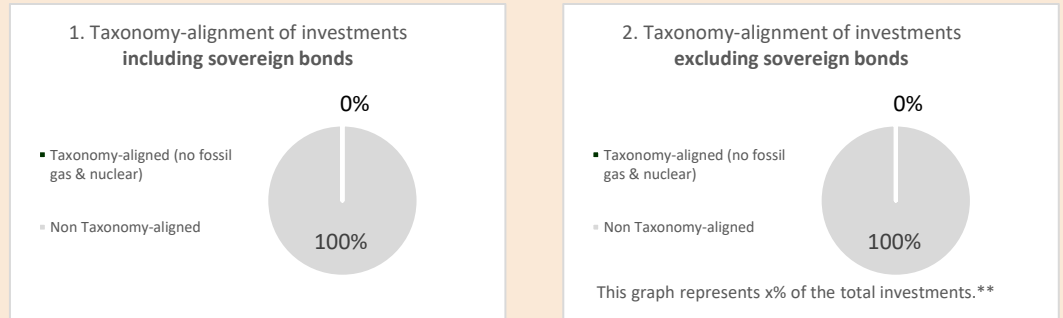 1. Taxonomy-alignment of investments
including sovereign bonds
0%
Taxonomy-aligned (no fossil
gas & nuclear)
Non Taxonomy-aligned
100%
2. Taxonomy-alignment of investments
excluding sovereign bonds
0%
Taxonomy-aligned (no fossil
gas & nuclear)
Non Taxonomy-aligned
100%
This graph represents x% of the total investments.**